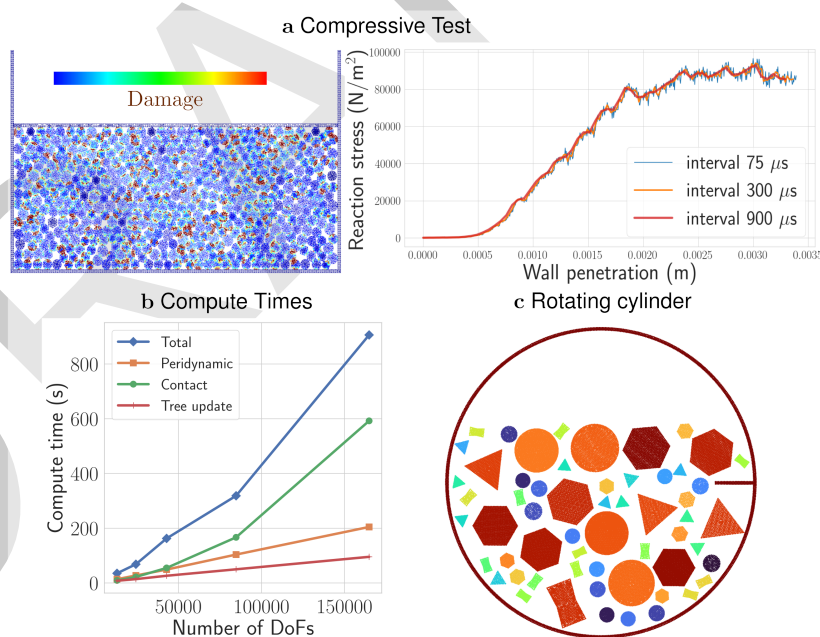 a Compressive Test
Damage
Reaction stress (N/m²)
100000
80000
60000
40000
20000
0
interval 75 μs
interval 300 μs
interval 900 μs
0.0000 0.0005 0.0010 0.0015 0.0020 0.0025 0.0030 0.0035
Wall penetration (m)
b Compute Times
Compute time (s)
800
600
400
200
0
Total
Peridynamic
Contact
Tree update
50000 100000 150000
Number of DoFs
c Rotating cylinder